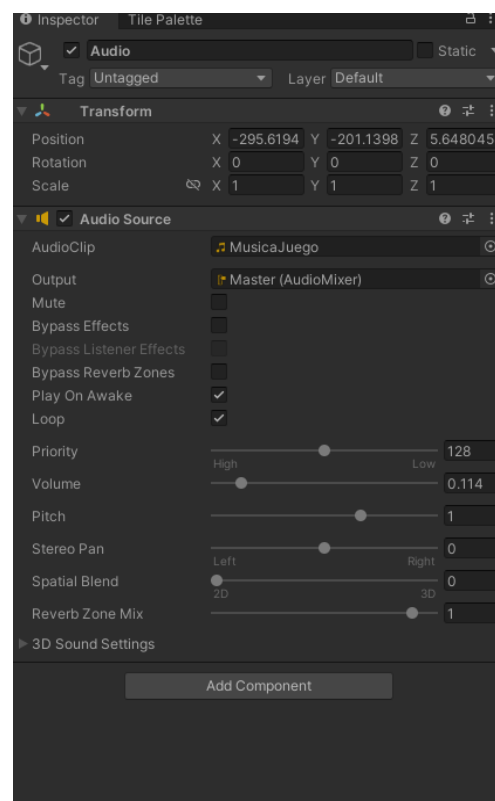 Inspector Tile Palette
Audio Static
Tag Untagged Layer Default
Transform
Position X -295.6194 Y -201.1398 Z 5.648045
Rotation X 0 Y 0 Z 0
Scale X 1 Y 1 Z 1
Audio Source
AudioClip MusicaJuego
Output Master (AudioMixer)
Mute
Bypass Effects
Bypass Listener Effects
Bypass Reverb Zones
Play On Awake
Loop
Priority 128
High Low
Volume 0.114
Pitch 1
Stereo Pan 0
Left Right
Spatial Blend 0
2D 3D
Reverb Zone Mix 1
3D Sound Settings
Add Component